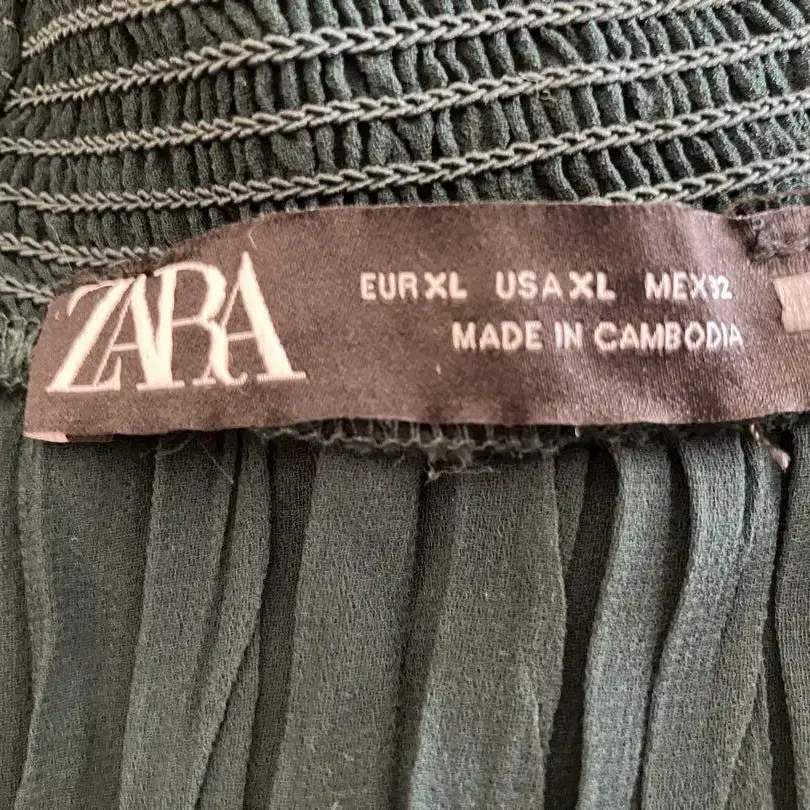 ZARA
EUR XL USA XL MEX 32
MADE IN CAMBODIA